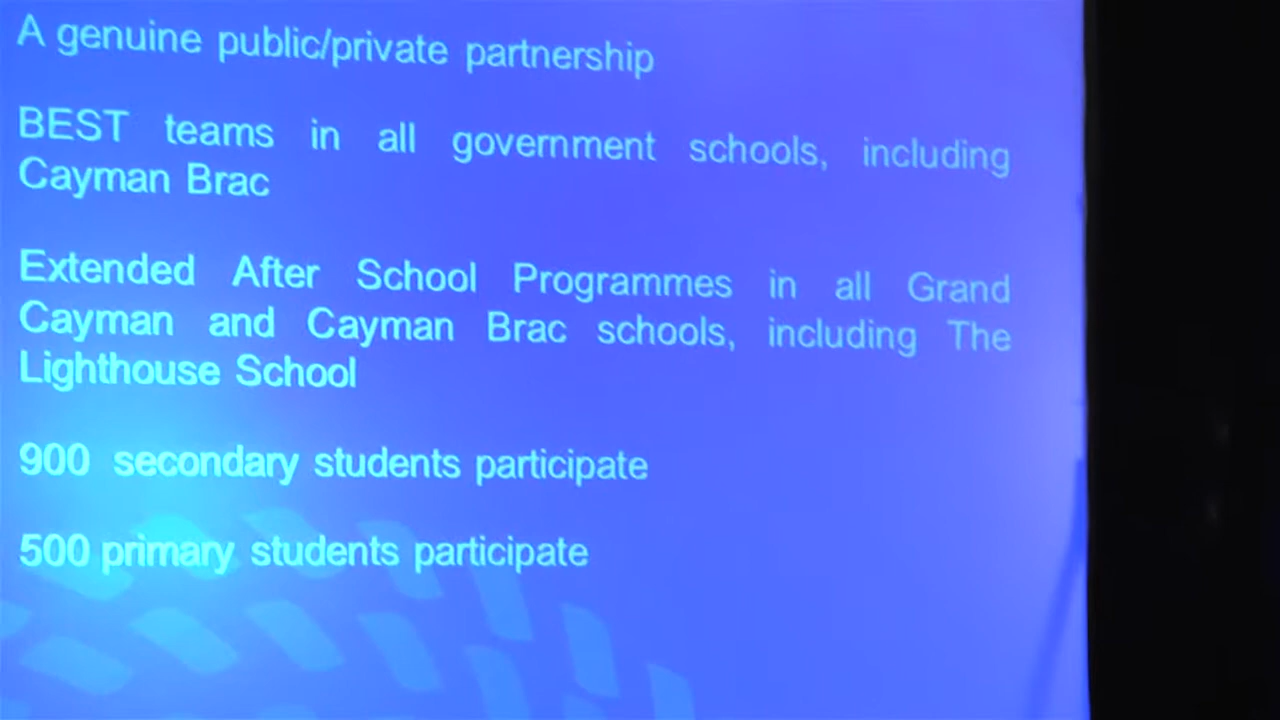 A genuine public/private partnership
BEST teams in all government schools, including
Cayman Brac
Extended After School Programmes in all Grand
Cayman and Cayman Brac schools, including The
Lighthouse School
900 secondary students participate
500 primary students participate